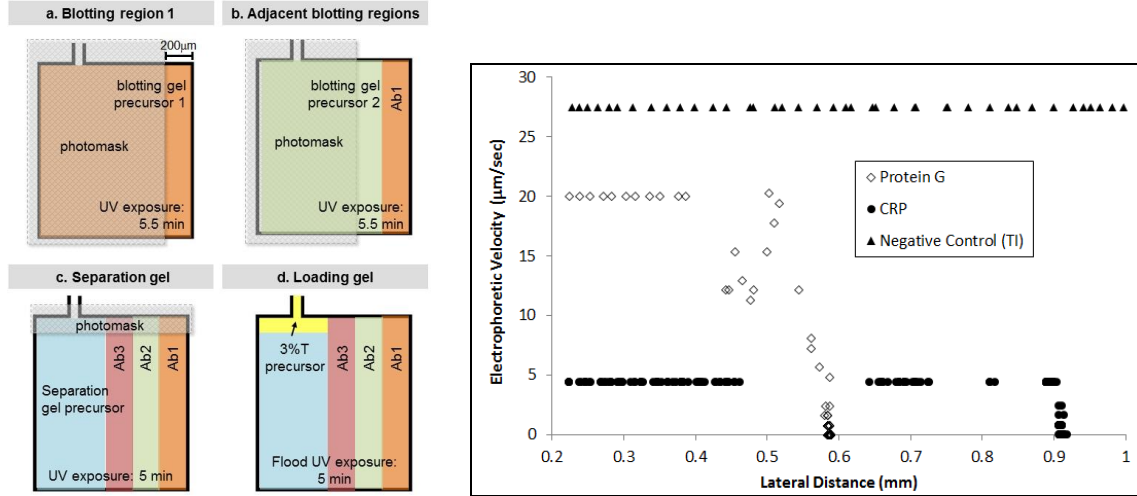 a. Blotting region 1
200µm
blotting gel
precursor 1
photomask
UV exposure:
5.5 min
b. Adjacent blotting regions
blotting gel
precursor 2
Ab1
photomask
UV exposure:
5.5 min
c. Separation gel
photomask
Ab3
Ab2
Ab1
Separation
gel precursor
UV exposure: 5 min
d. Loading gel
3%T
precursor
Ab3
Ab2
Ab1
Flood UV exposure:
5 min
Electrophoretic Velocity (µm/sec)
30
25
20
15
10
5
0
Protein G
CRP
Negative Control (TI)
0.2 0.3 0.4 0.5 0.6 0.7 0.8 0.9 1
Lateral Distance (mm)